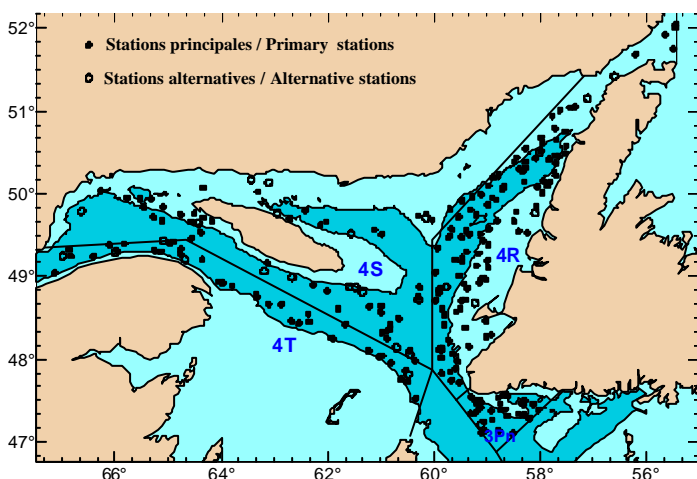 52°
Stations principales / Primary stations
Stations alternatives / Alternative stations
51°
50°
49°
48°
47°
4S
4R
4T
3Pn
66°
64°
62°
60°
58°
56°